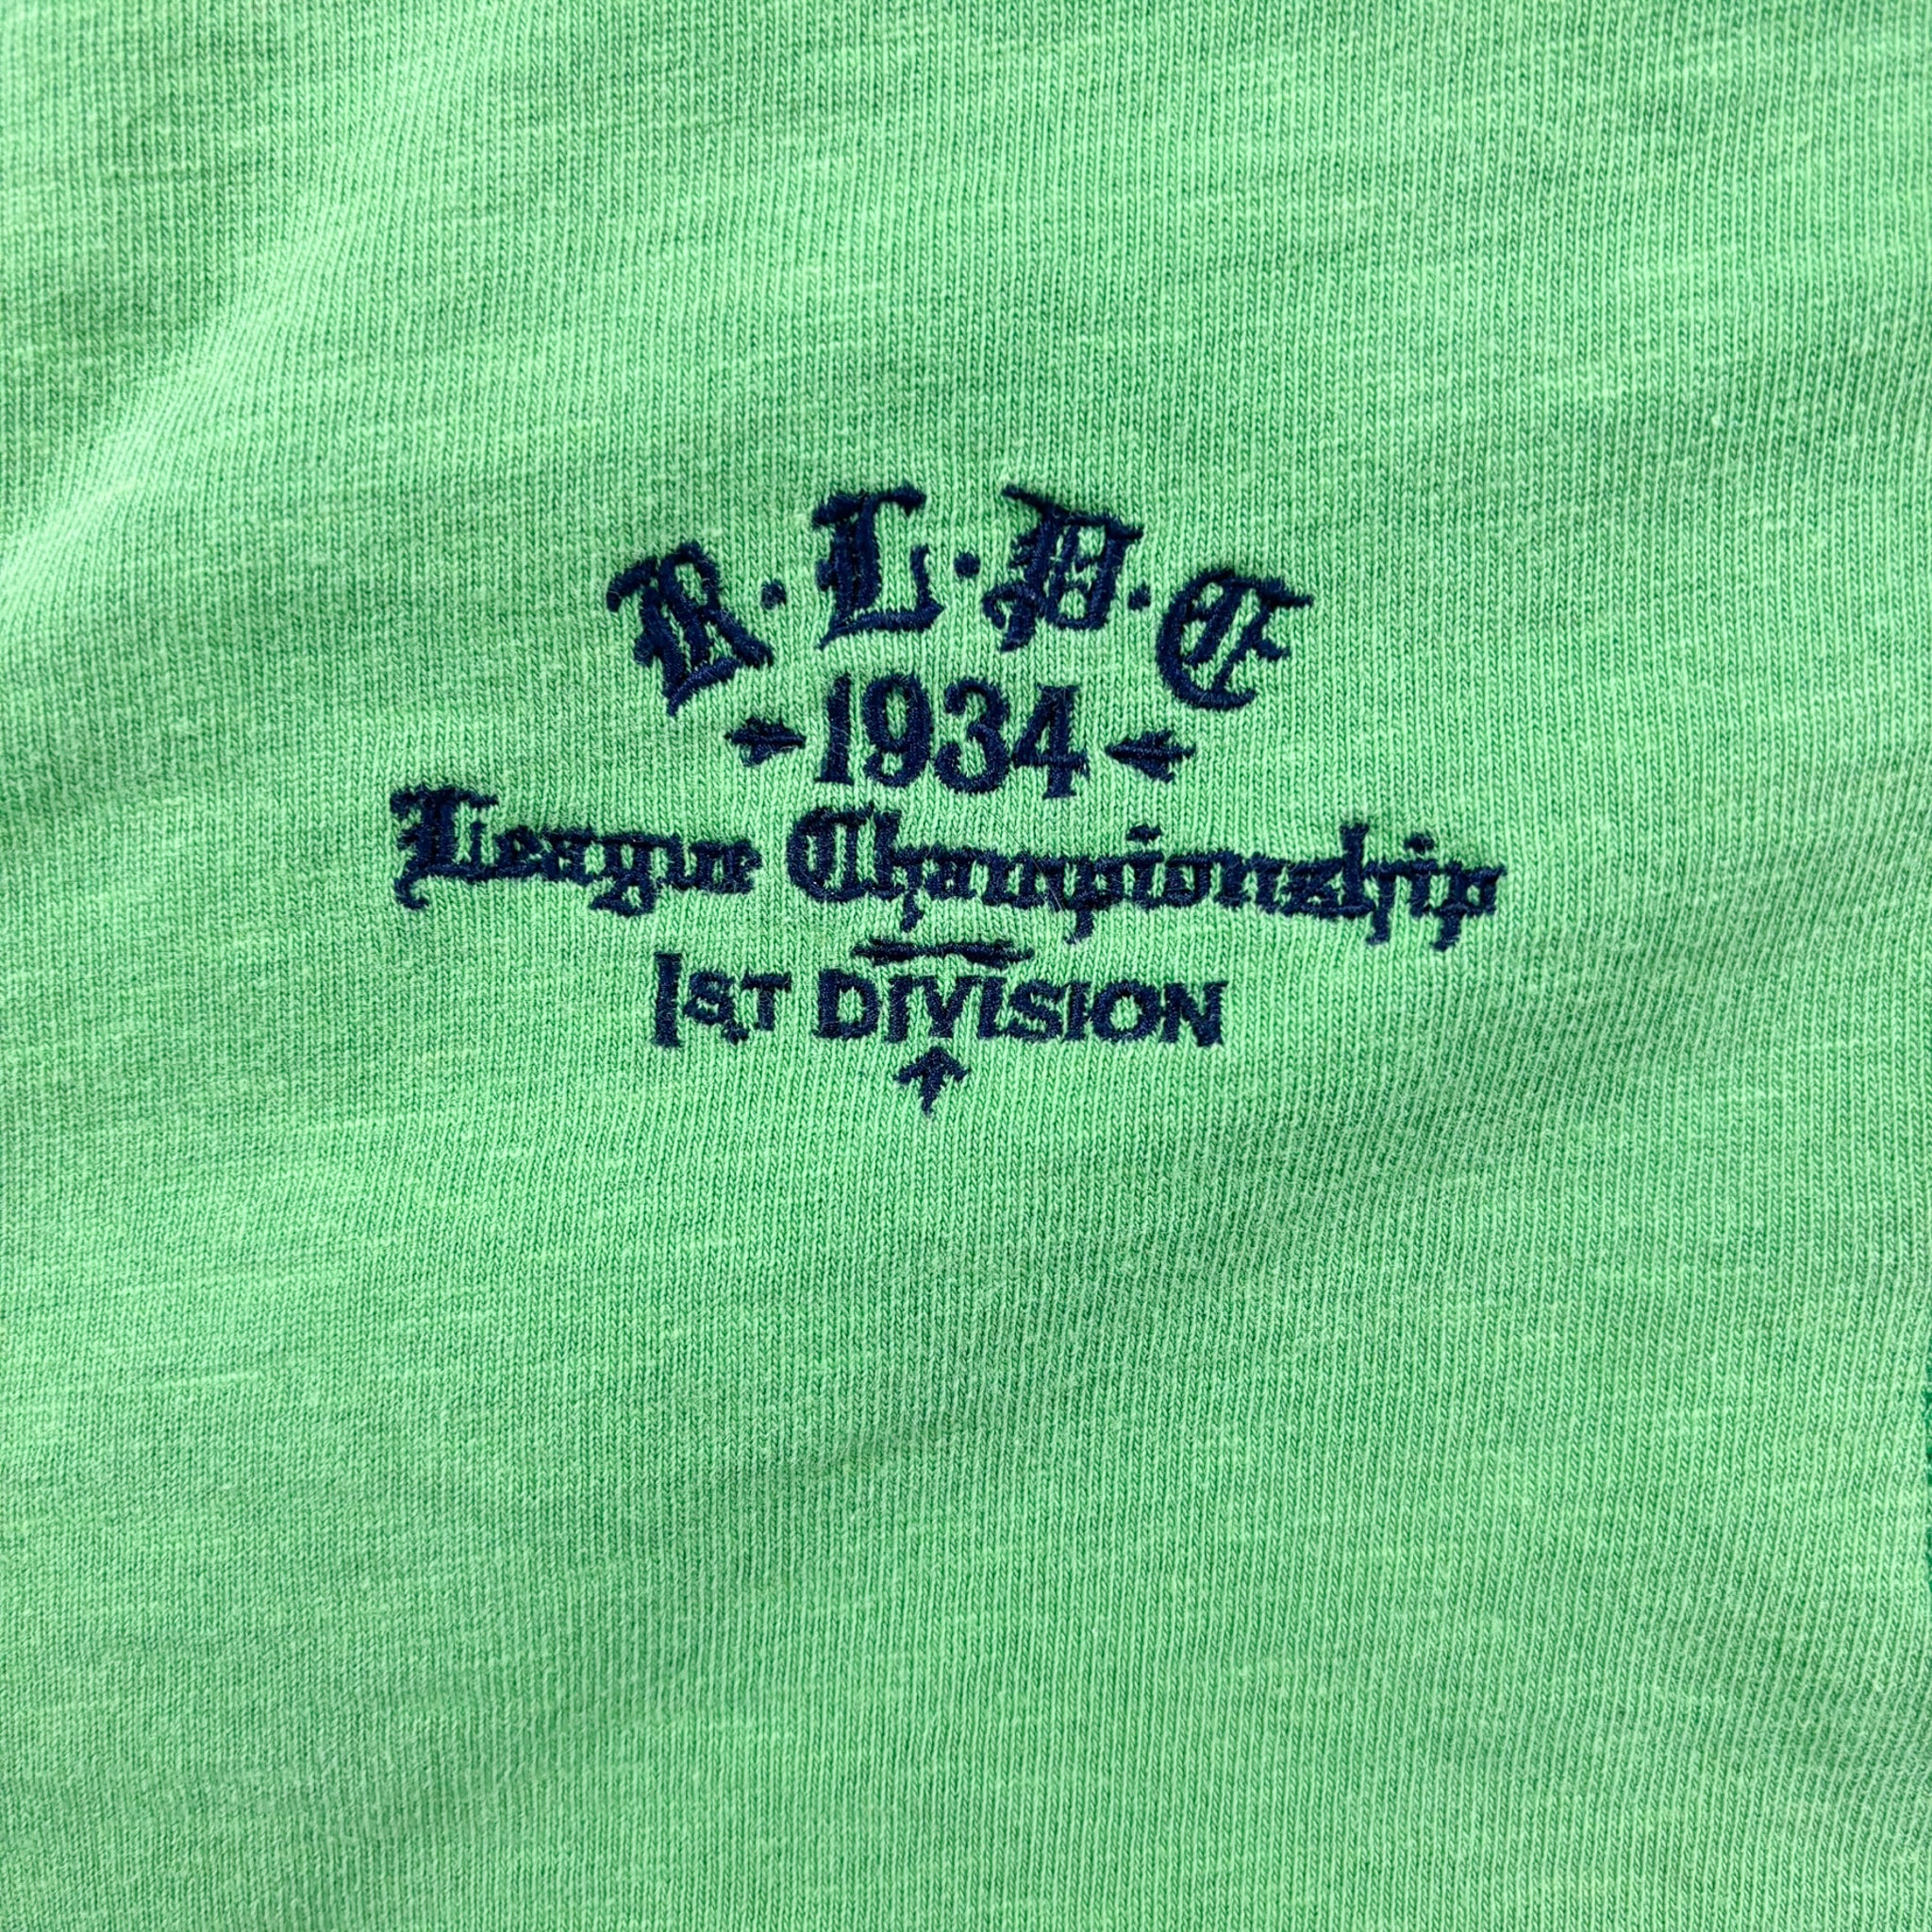 R·L·D·C
1934
League Championship
1ST DIVISION